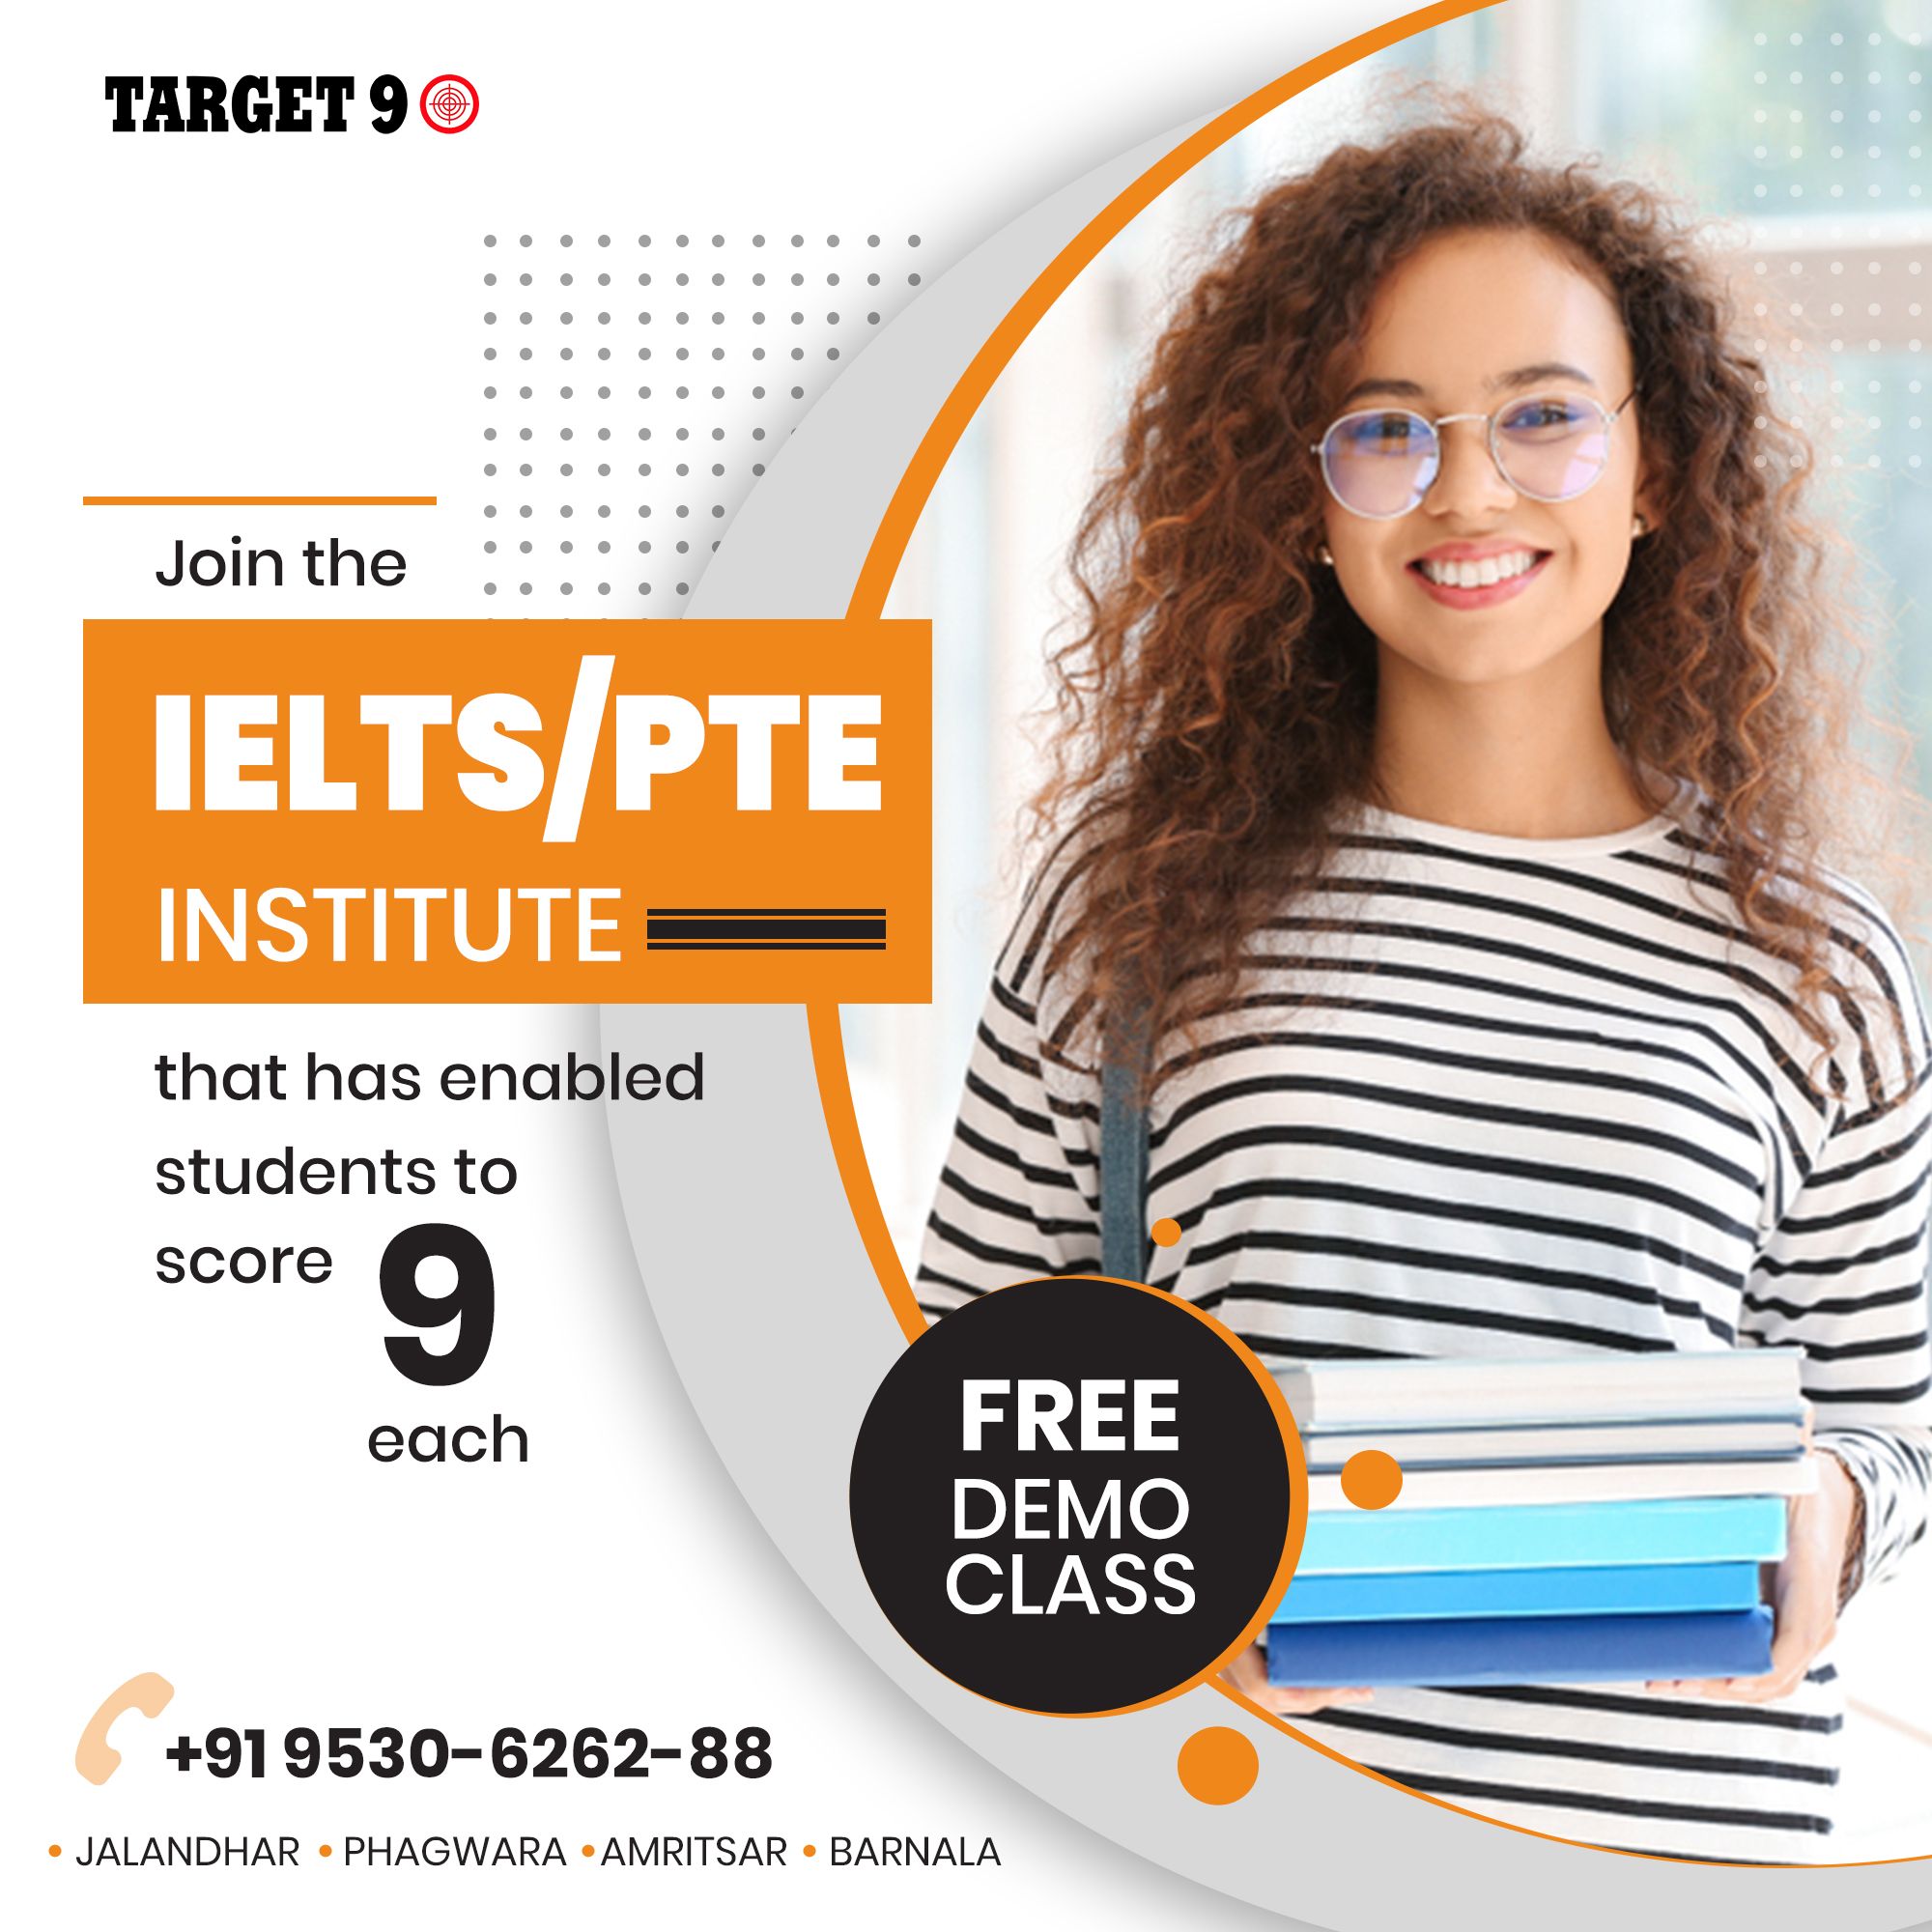 TARGET 9
Join the
IELTS/PTE
INSTITUTE
that has enabled
students to
score 9
each
FREE
DEMO
CLASS
+91 9530-6262-88
• JALANDHAR • PHAGWARA • AMRITSAR • BARNALA